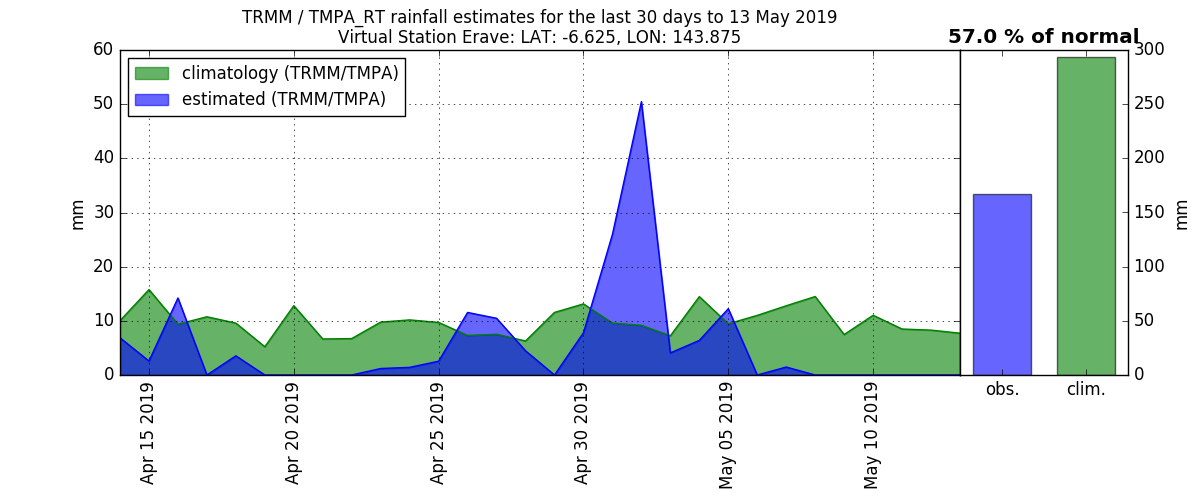 TRMM / TMPA_RT rainfall estimates for the last 30 days to 13 May 2019
Virtual Station Erave: LAT: -6.625, LON: 143.875
57.0 % of normal
climatology (TRMM/TMPA)
estimated (TRMM/TMPA)
60
50
40
30
20
10
0
mm
300
250
200
150
100
50
0
mm
Apr 15 2019
Apr 20 2019
Apr 25 2019
Apr 30 2019
May 05 2019
May 10 2019
obs.
clim.